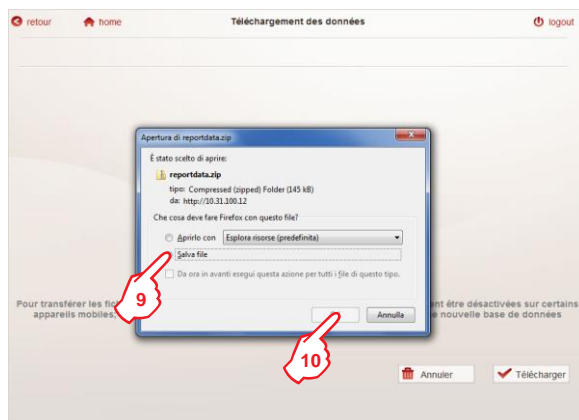 retour home Téléchargement des données logout
Apertura di reportdata.zip
È stato scelto di aprire:
reportdata.zip
tipo: Compressed (zipped) Folder (145 kB)
da: http://10.31.100.12
Che cosa deve fare Firefox con questo file?
Aprirlo con Esplora risorse (predefinita)
Salva file
Da ora in avanti esegui questa azione per tutti i file di questo tipo.
9
Pour transférer les fic
ent être désactivées sur certains
appareils mobiles,
e nouvelle base de données
Annulla
10
Annuler Télécharger